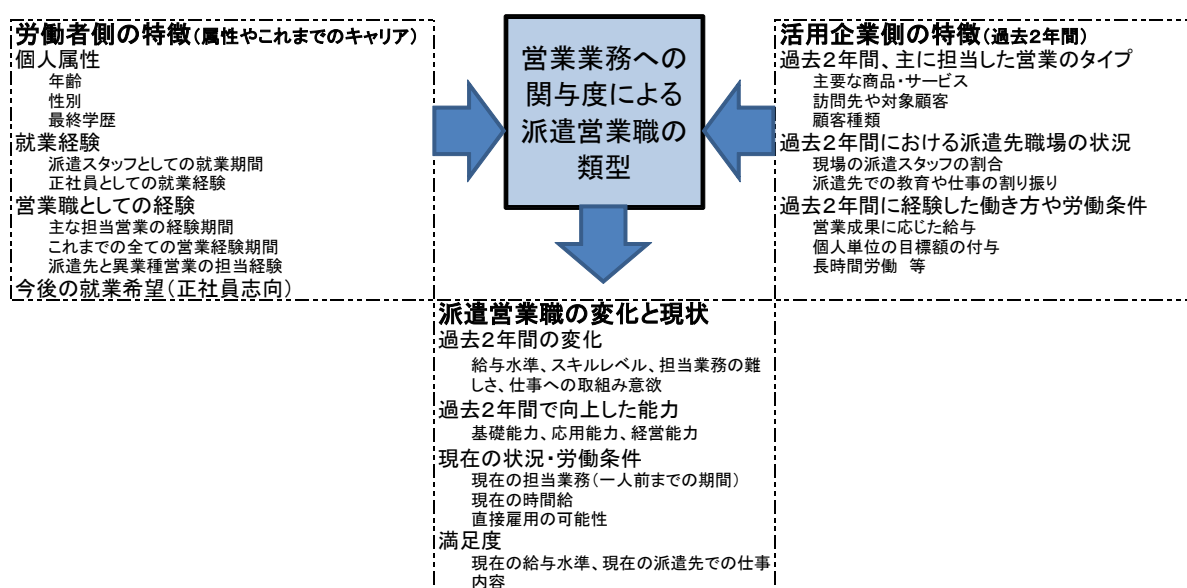 労働者側の特徴(属性やこれまでのキャリア)
個人属性
年齢
性別
最終学歴
就業経験
派遣スタッフとしての就業期間
正社員としての就業経験
営業職としての経験
主な担当営業の経験期間
これまでの全ての営業経験期間
派遣先と異業種営業の担当経験
今後の就業希望(正社員志向)
営業業務への
関与度による
派遣営業職の
類型
活用企業側の特徴(過去2年間)
過去2年間、主に担当した営業のタイプ
主要な商品・サービス
訪問先や対象顧客
顧客種類
過去2年間における派遣先職場の状況
現場の派遣スタッフの割合
派遣先での教育や仕事の割り振り
過去2年間に経験した働き方や労働条件
営業成果に応じた給与
個人単位の目標額の付与
長時間労働 等
派遣営業職の変化と現状
過去2年間の変化
給与水準、スキルレベル、担当業務の難
しさ、仕事への取組み意欲
過去2年間で向上した能力
基礎能力、応用能力、経営能力
現在の状況・労働条件
現在の担当業務(一人前までの期間)
現在の時間給
直接雇用の可能性
満足度
現在の給与水準、現在の派遣先での仕事
内容